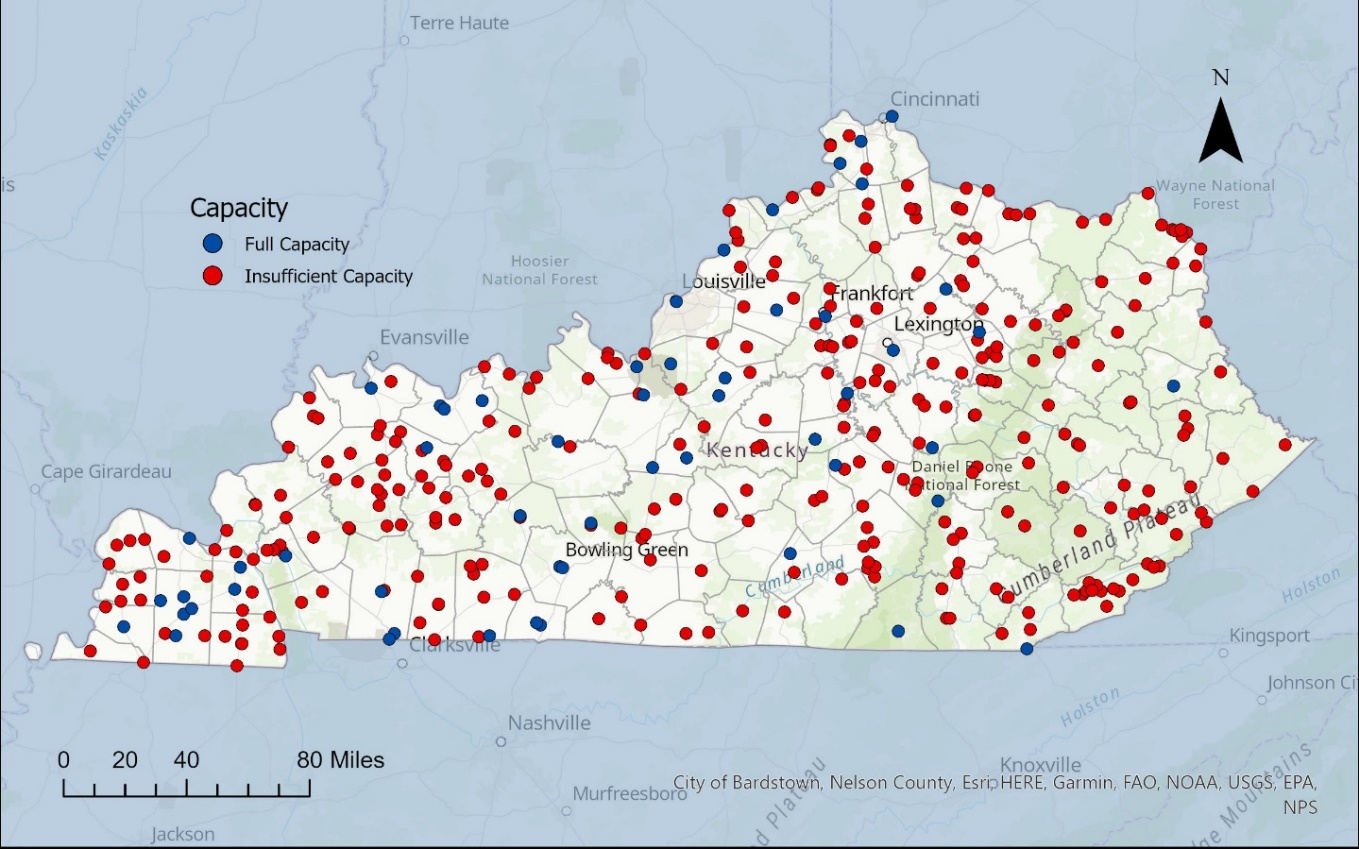 Terre Haute
Kaskaskia
Cincinnati
N
is
Wayne National
Forest
Capacity
Full Capacity
Insufficient Capacity
Hoosier
National Forest
Louisville
Frankfort
Lexington
Evansville
Kentucky
Cape Girardeau
Daniel Boone
National Forest
Bowling Green
Cumberland
Cumberland Plateau
Holston
Clarksville
Kingsport
Johnson Ci
Holston
Nashville
0 20 40 80 Miles
Knoxville
City of Bardstown, Nelson County, Esri, HERE, Garmin, FAO, NOAA, USGS, EPA,
NPS
Murfreesboro
d Plateau
ge Mountains
Jackson